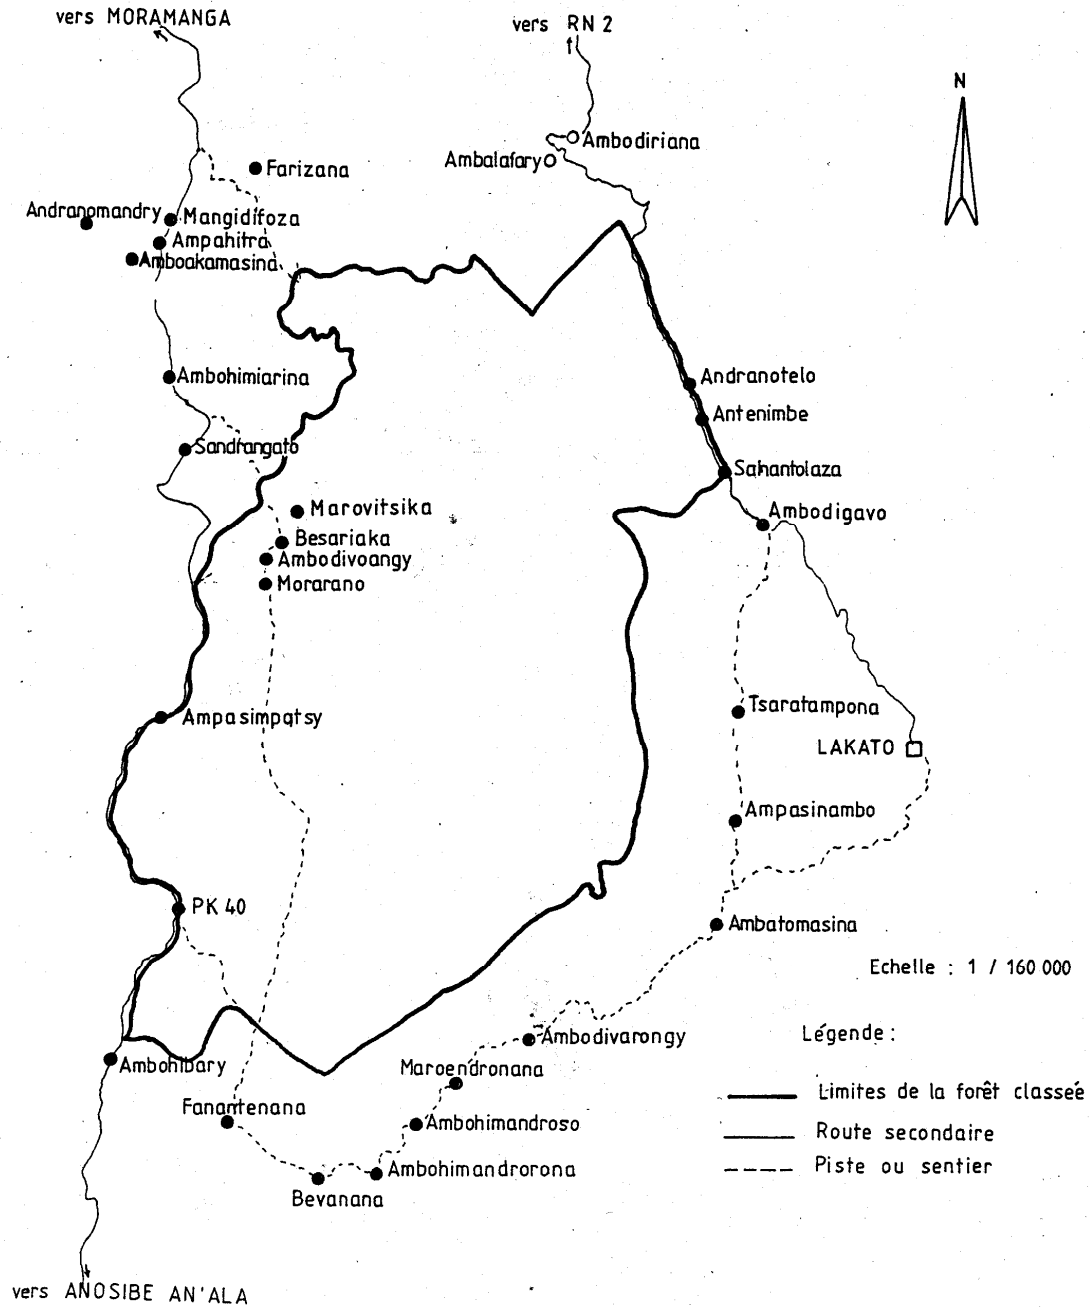 vers MORAMANGA
vers RN 2
N
Ambodiriana
Ambalafary
Farizana
Andranomandry
Mangidifoza
Ampahitra
Amboakamasina
Ambohimiarina
Andranotelo
Antenimbe
Sandrangato
Sahantolaza
Marovitsika
Ambodigavo
Besariaka
Ambodivoangy
Morarano
Tsaratampona
Ampasimpatsy
LAKATO
Ampasinambo
PK 40
Ambatomasina
Echelle : 1 / 160 000
Légende :
Ambodivarongy
Ambohibary
Maroendronana
Limites de la forêt classée
Fanantenana
Ambohimandroso
Route secondaire
Piste ou sentier
Ambohimandrorona
Bevanana
vers ANOSIBE AN'ALA